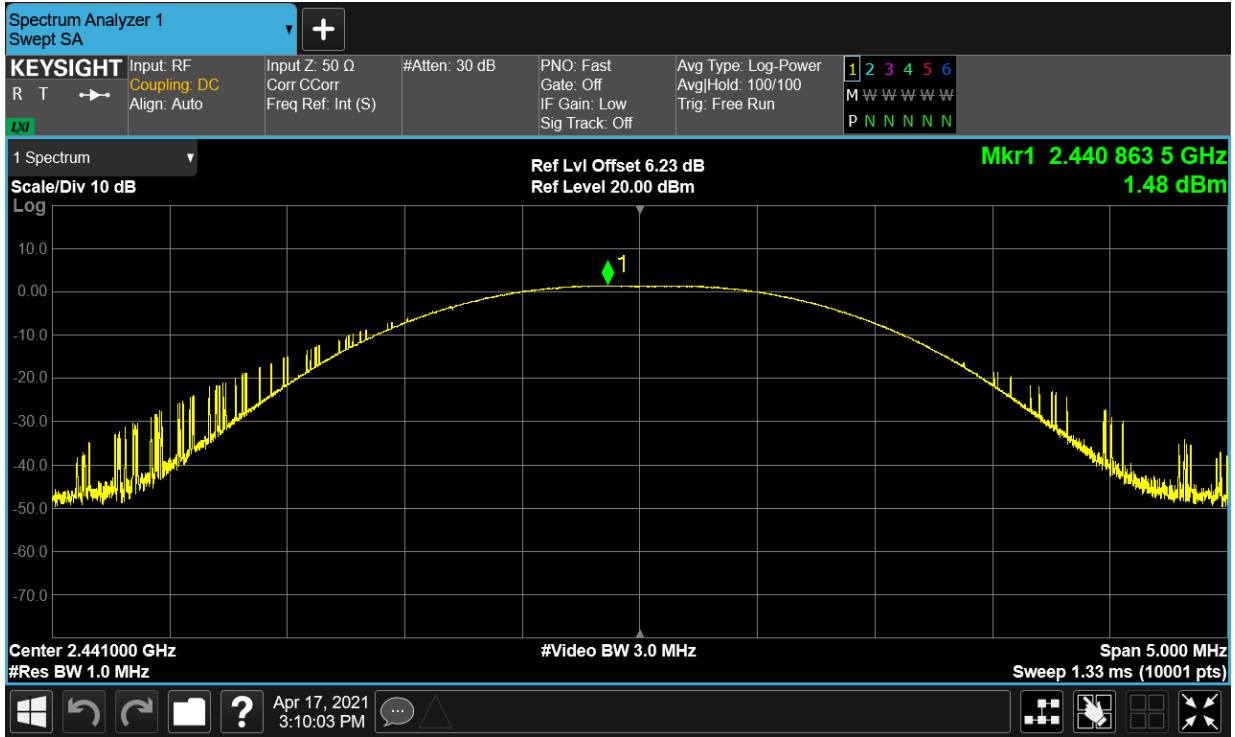 Spectrum Analyzer 1
Swept SA
KEYSIGHT
R T
LXI
Input: RF
Coupling: DC
Align: Auto
Input Z: 50 Ω
Corr CCorr
Freq Ref: Int (S)
#Atten: 30 dB
PNO: Fast
Gate: Off
IF Gain: Low
Sig Track: Off
Avg Type: Log-Power
Avg|Hold: 100/100
Trig: Free Run
1 2 3 4 5 6
M W W W W W
P N N N N N
1 Spectrum
Scale/Div 10 dB
Log
Ref Lvl Offset 6.23 dB
Ref Level 20.00 dBm
Mkr1 2.440 863 5 GHz
1.48 dBm
1
10.0
0.00
-10.0
-20.0
-30.0
-40.0
-50.0
-60.0
-70.0
Center 2.441000 GHz
#Res BW 1.0 MHz
#Video BW 3.0 MHz
Span 5.000 MHz
Sweep 1.33 ms (10001 pts)
?
Apr 17, 2021
3:10:03 PM